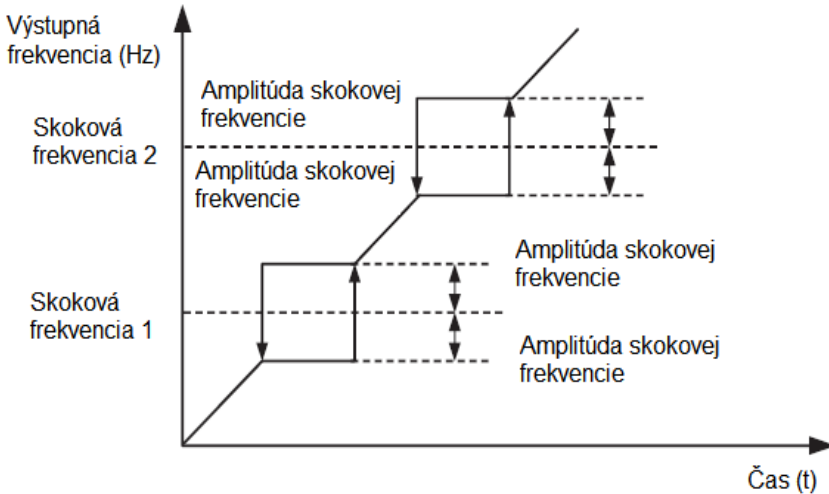 Výstupná
frekvencia (Hz)
Amplitúda skokovej
frekvencie
Skoková
frekvencia 2
Amplitúda skokovej
frekvencie
Amplitúda skokovej
frekvencie
Skoková
frekvencia 1
Amplitúda skokovej
frekvencie
Čas (t)